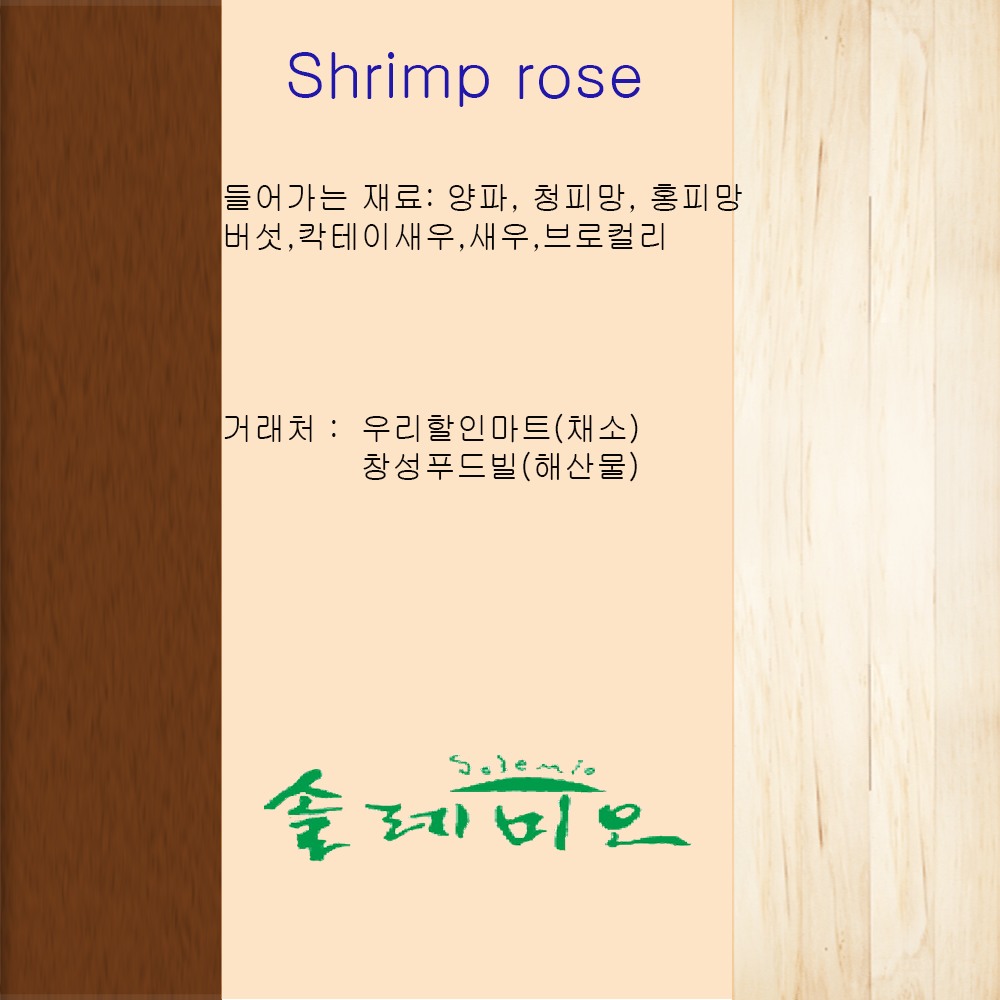 Shrimp rose
들어가는 재료: 양파, 청피망, 홍피망
버섯,칵테이새우,새우,브로컬리
거래처 : 우리할인마트(채소)
창성푸드빌(해산물)
Solemio
솔레미오